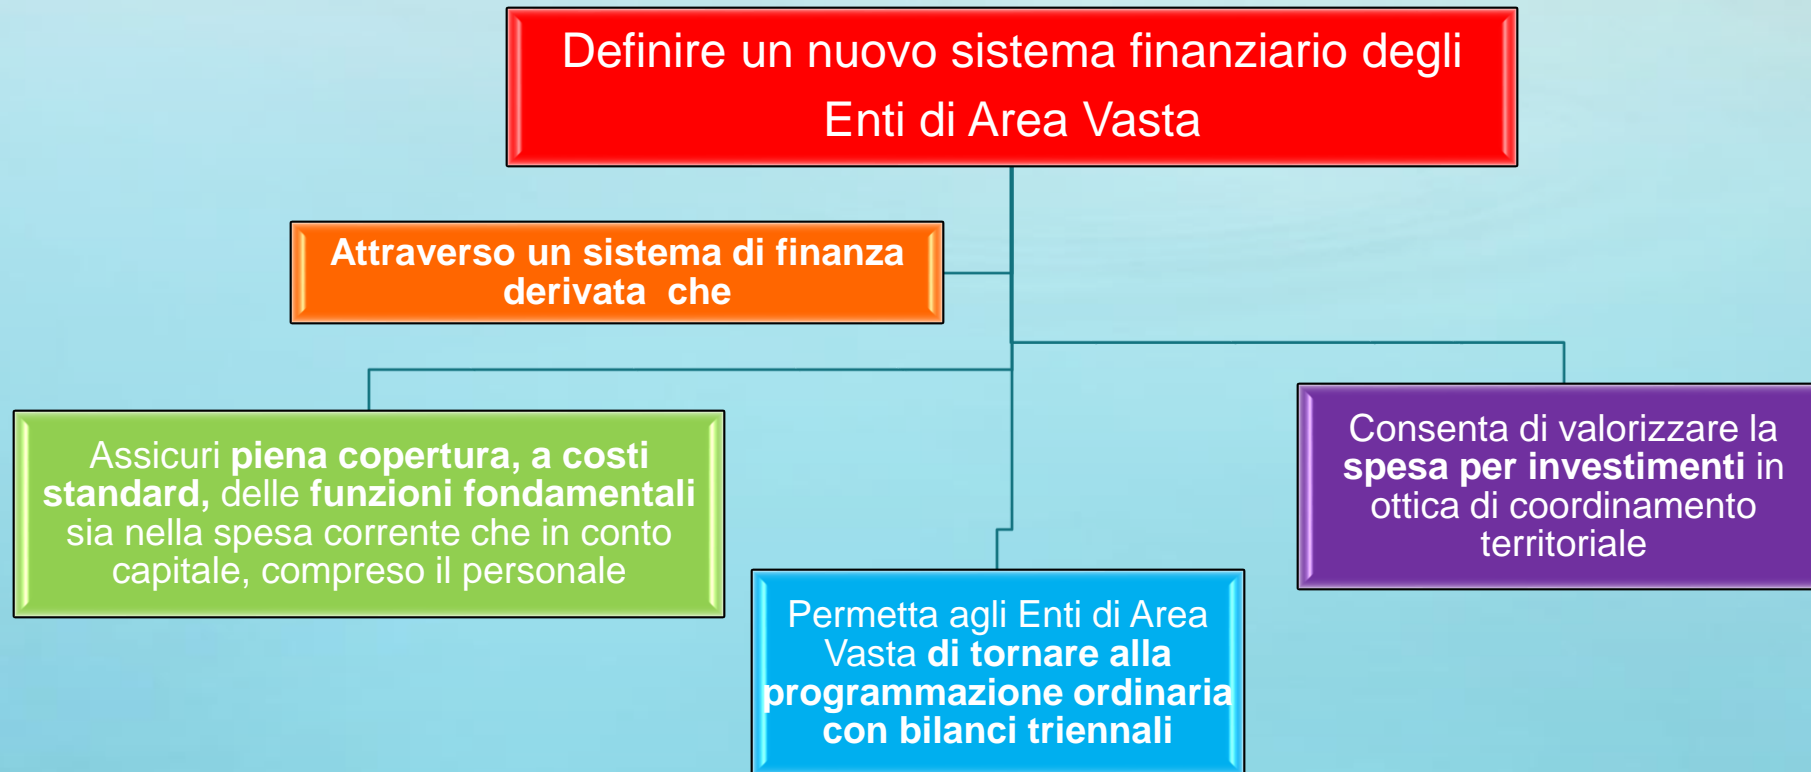 Definire un nuovo sistema finanziario degli
Enti di Area Vasta
Attraverso un sistema di finanza
derivata che
Assicuri piena copertura, a costi
standard, delle funzioni fondamentali
sia nella spesa corrente che in conto
capitale, compreso il personale
Permetta agli Enti di Area
Vasta di tornare alla
programmazione ordinaria
con bilanci triennali
Consenta di valorizzare la
spesa per investimenti in
ottica di coordinamento
territoriale